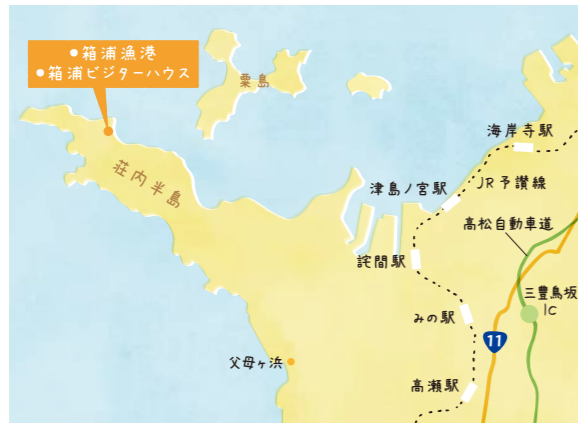 ●箱浦漁港
●箱浦ビジターハウス
粟島
荘内半島
海岸寺駅
津島ノ宮駅
JR予讃線
高松自動車道
詫間駅
三豊鳥坂
IC
みの駅
11
父母ヶ浜
高瀬駅